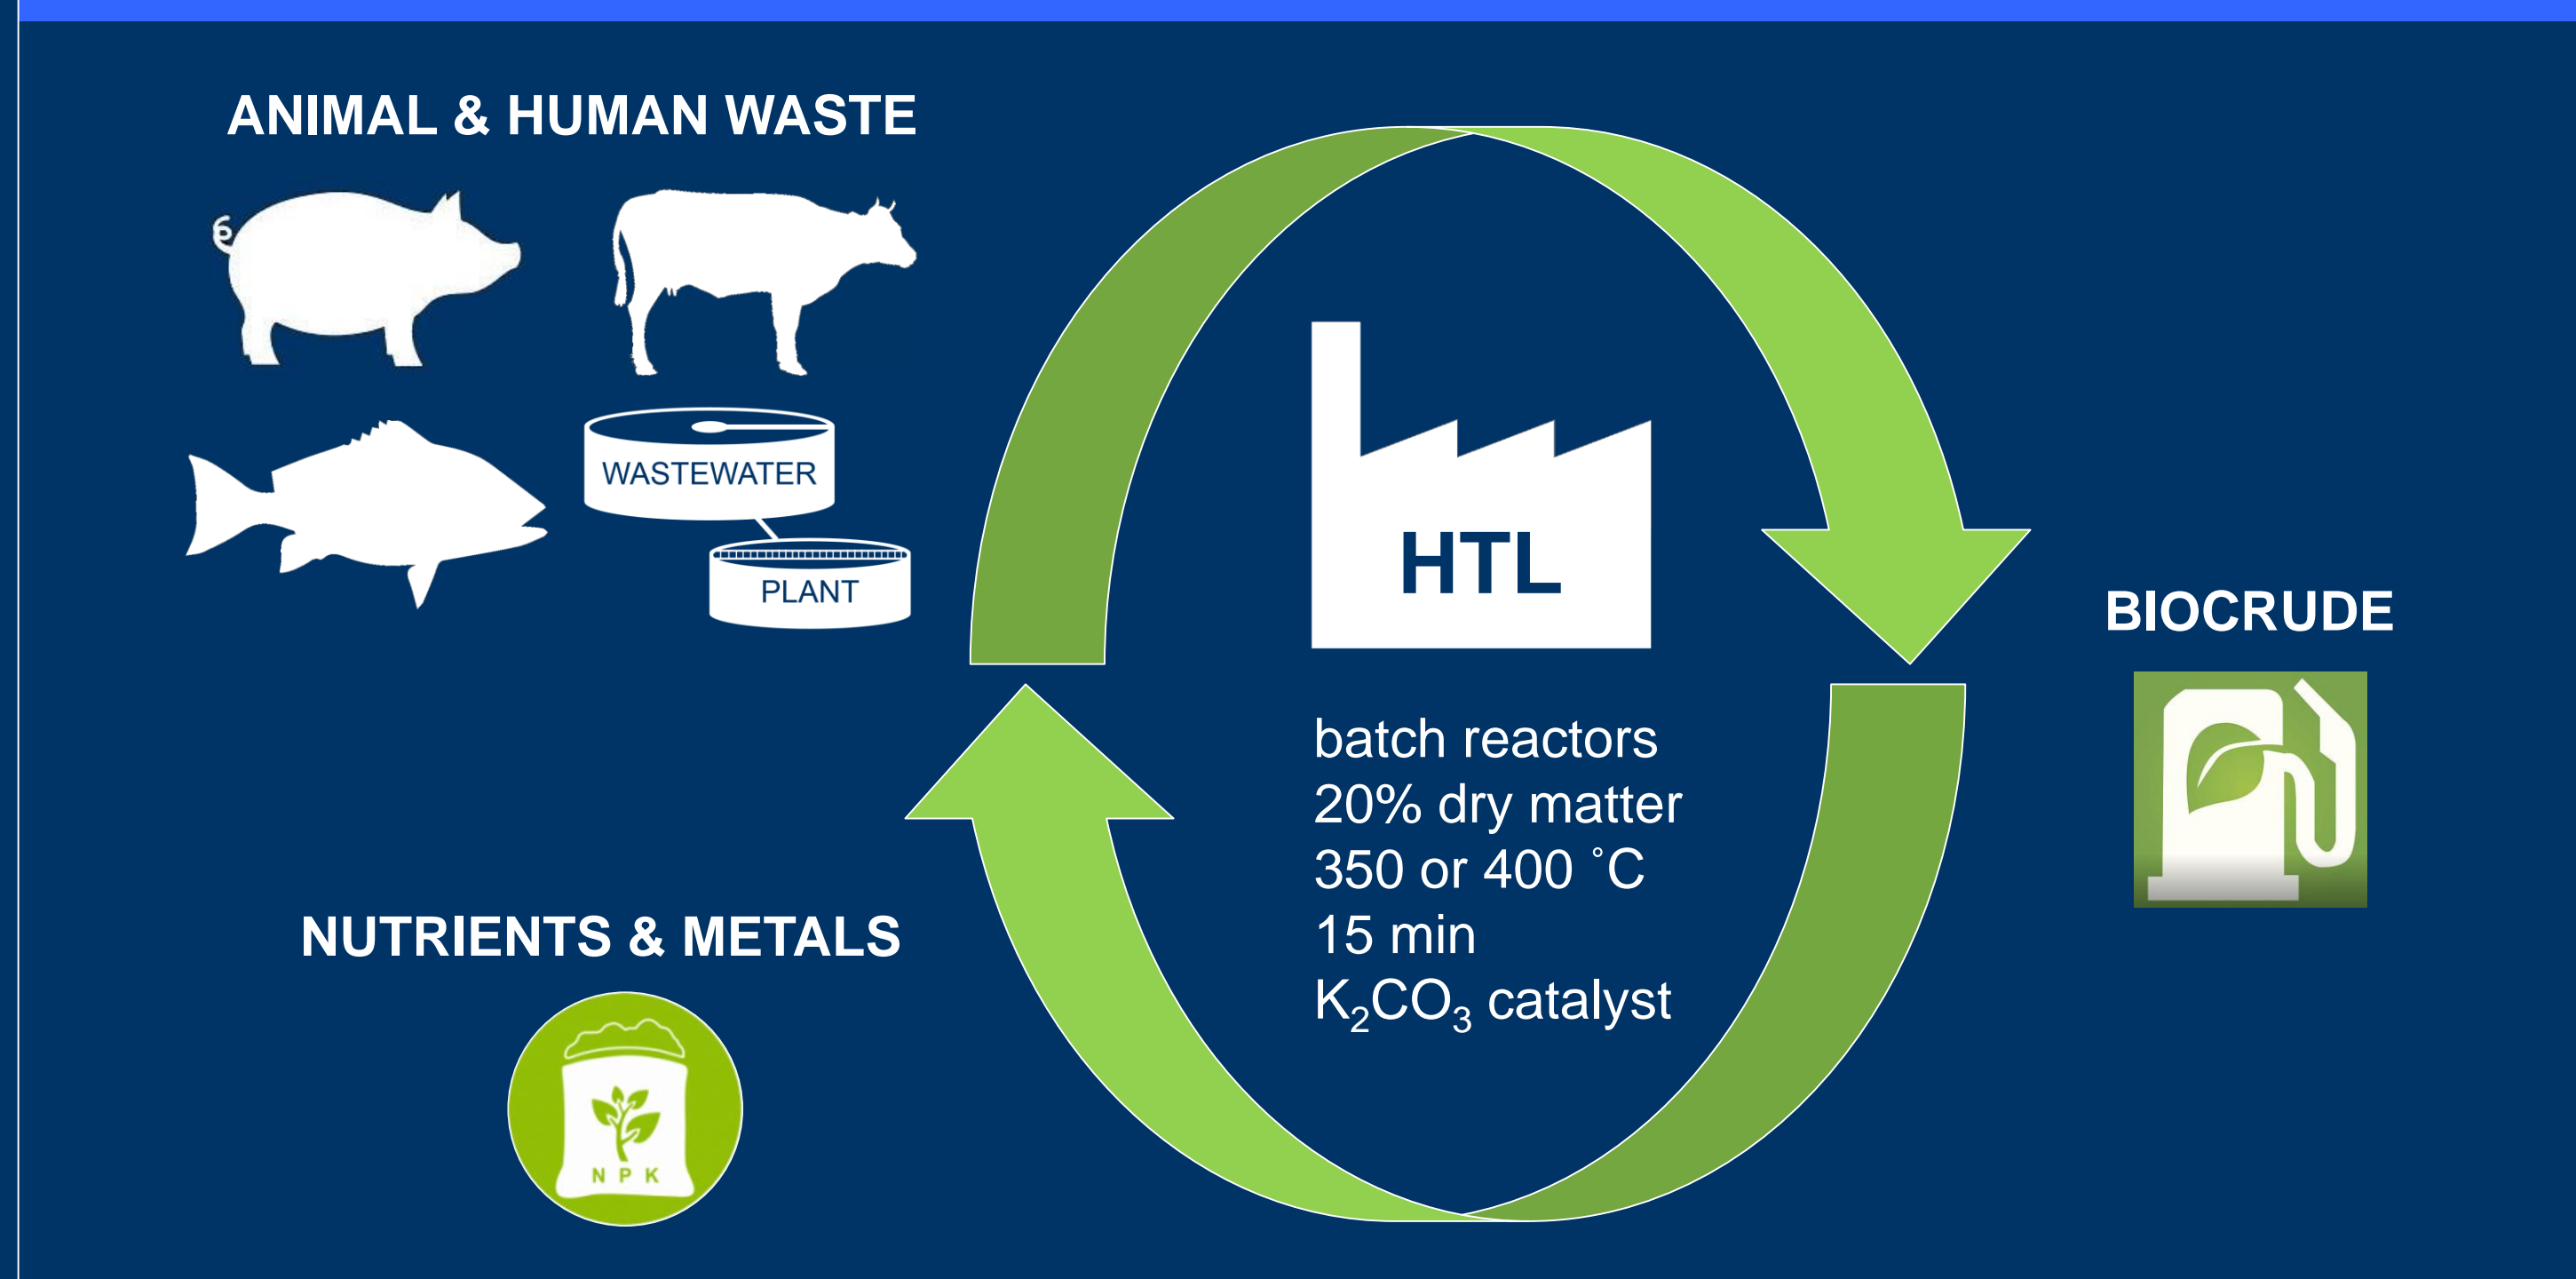 ANIMAL & HUMAN WASTE
WASTEWATER
PLANT
HTL
batch reactors
20% dry matter
350 or 400 ˚C
15 min
K₂CO₃ catalyst
BIOCRUDE
NUTRIENTS & METALS
N P K